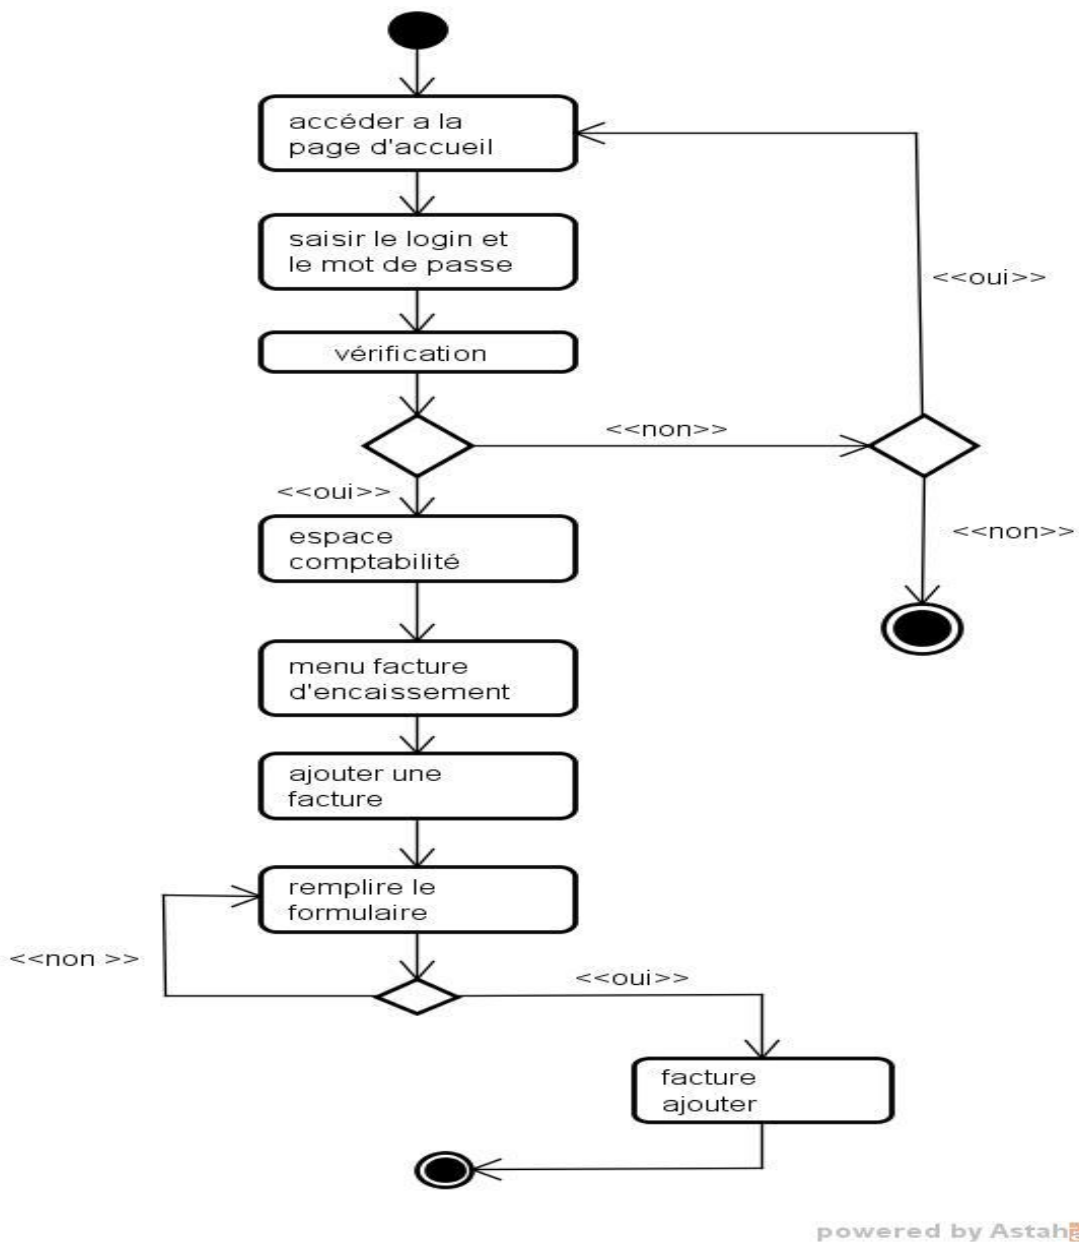 accéder a la
page d'accueil
saisir le login et
le mot de passe
<<oui>>
vérification
<<non>>
<<oui>>
espace
comptabilité
<<non>>
menu facture
d'encaissement
ajouter une
facture
remplire le
formulaire
<<non >>
<<oui>>
facture
ajouter
powered by Astah